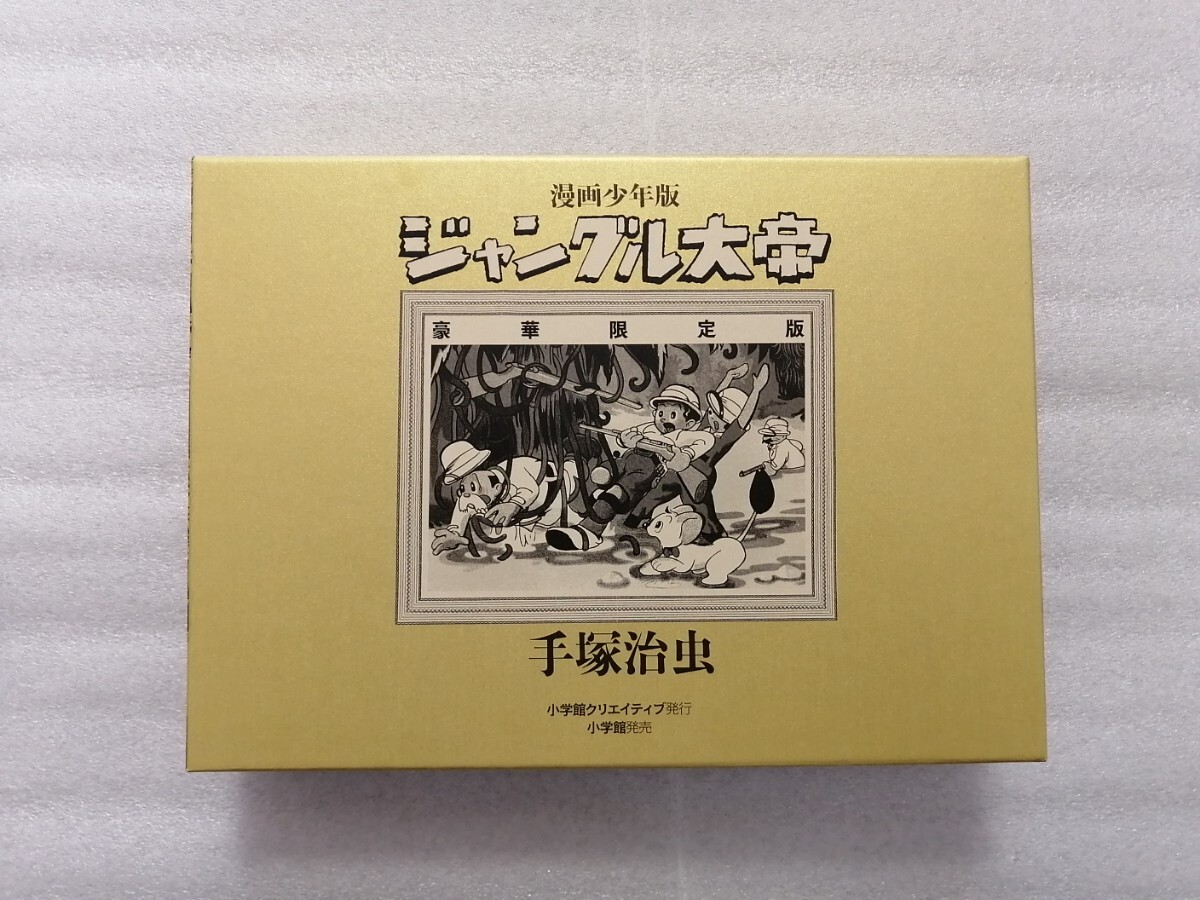 漫画少年版
ジャングル大帝
豪華限定版
手塚治虫
小学館クリエイティブ発行
小学館発売